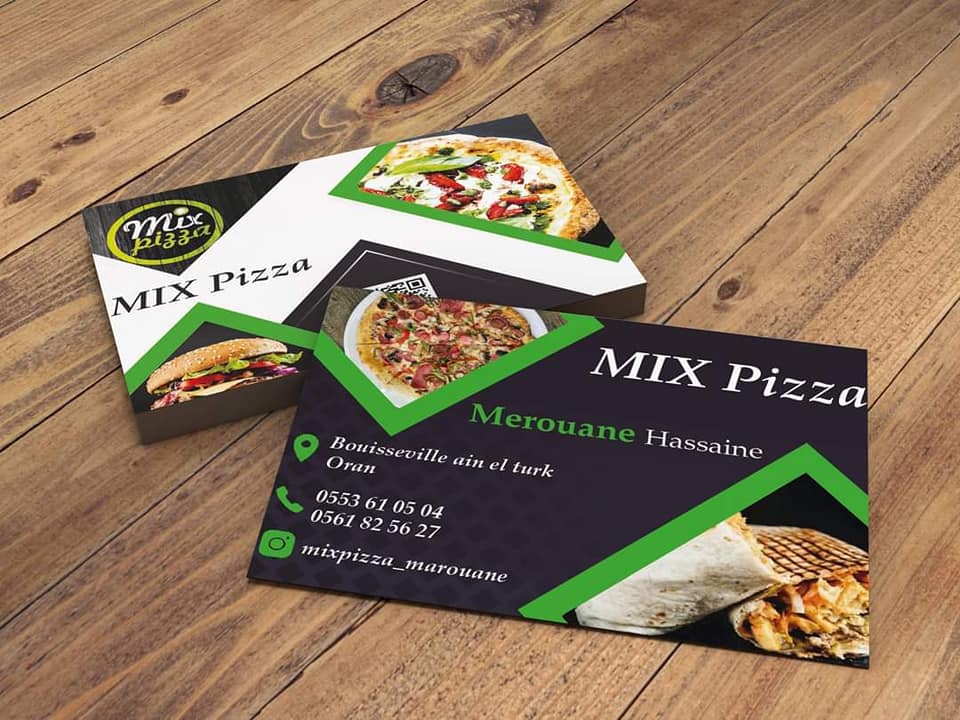 Mix
pizza
MIX Pizza
MIX Pizza
Merouane Hassaine
Bouisseville ain el turk
Oran
0553 61 05 04
0561 82 56 27
mixpizza_marouane